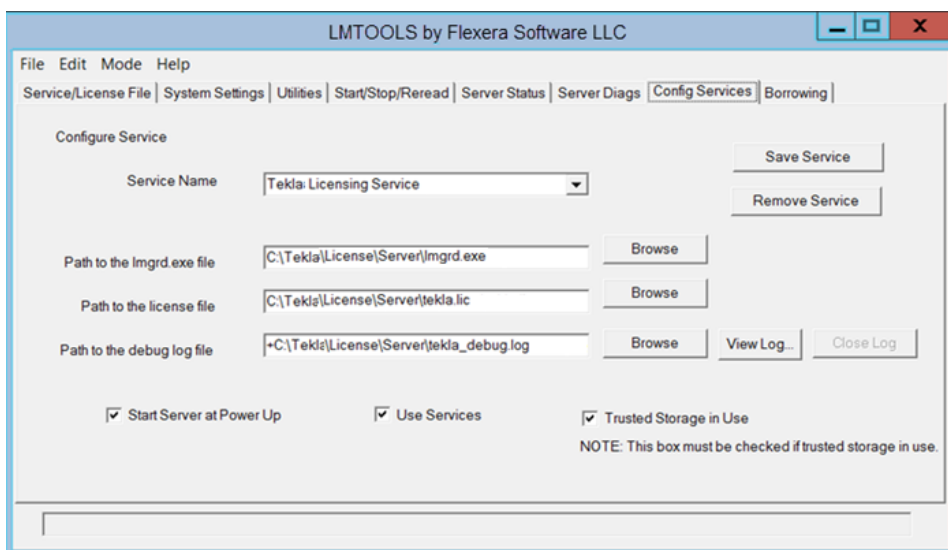 LMTOOLS by Flexera Software LLC
File Edit Mode Help
Service/License File System Settings Utilities Start/Stop/Reread Server Status Server Diags Config Services Borrowing
Configure Service
Save Service
Service Name Tekla Licensing Service
Remove Service
Path to the lmgrd.exe file C:\Tekla\License\Server\lmgrd.exe Browse
Path to the license file C:\Tekla\License\Server\tekla.lic Browse
Path to the debug log file +C:\Tekla\License\Server\tekla_debug.log Browse View Log... Close Log
Start Server at Power Up Use Services Trusted Storage in Use
NOTE: This box must be checked if trusted storage in use.